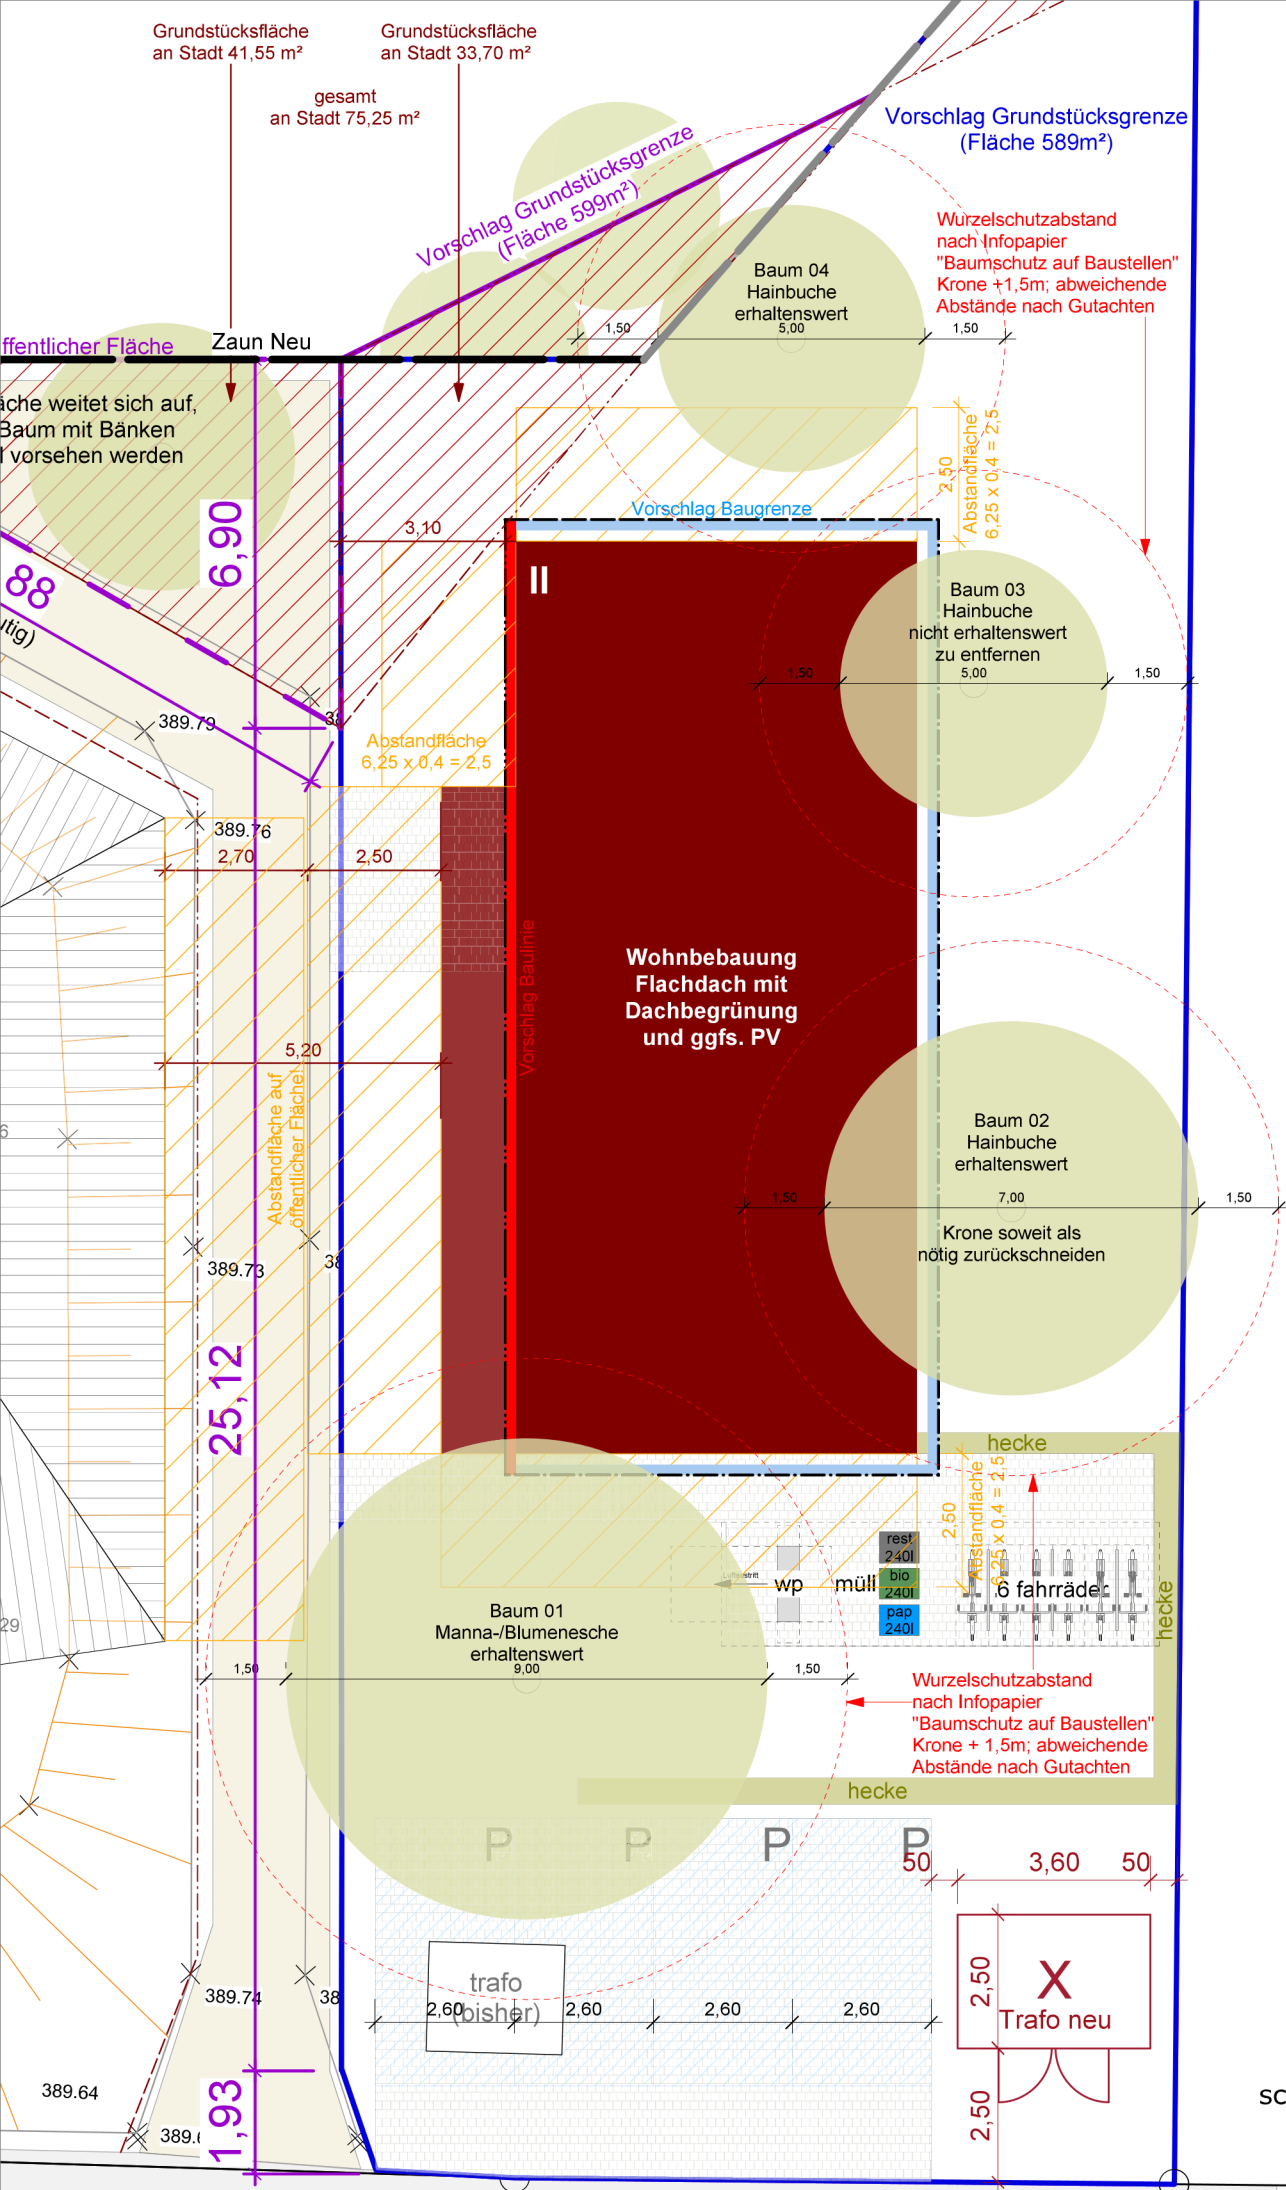 Grundstücksfläche
an Stadt 41,55 m²
Grundstücksfläche
an Stadt 33,70 m²
gesamt
an Stadt 75,25 m²
Vorschlag Grundstücksgrenze
(Fläche 599m²)
Vorschlag Grundstücksgrenze
(Fläche 589m²)
Wurzelschutzabstand
nach Infopapier
"Baumschutz auf Baustellen"
Krone +1,5m; abweichende
Abstände nach Gutachten
Baum 04
Hainbuche
erhaltenswert
1,50
5,00
1,50
ffentlicher Fläche
Zaun Neu
äche weitet sich auf,
Baum mit Bänken
l vorsehen werden
6,90
88
utig)
3,10
Vorschlag Baugrenze
2,50
Abstandfläche
6,25 x 0,4 = 2,5
II
Baum 03
Hainbuche
nicht erhaltenswert
zu entfernen
1,50
5,00
1,50
389.79
38
Abstandfläche
6,25 x 0,4 = 2,5
389.76
2,70
2,50
Vorschlag Baulinie
Wohnbebauung
Flachdach mit
Dachbegrünung
und ggfs. PV
5,20
Abstandfläche auf
öffentlicher Fläche!
6
Baum 02
Hainbuche
erhaltenswert
1,50
7,00
1,50
Krone soweit als
nötig zurückschneiden
389.73
38
25,12
hecke
2,50
Abstandfläche
6,25 x 0,4 = 2,5
rest
240l
bio
240l
pap
240l
wp
müll
6 fahrräder
hecke
29
Baum 01
Manna-/Blumenesche
erhaltenswert
1,50
9,00
1,50
Wurzelschutzabstand
nach Infopapier
"Baumschutz auf Baustellen"
Krone + 1,5m; abweichende
Abstände nach Gutachten
hecke
P
P
P
P
50
3,60
50
trafo
(bisher)
2,60
2,60
2,60
2,60
2,50
X
Trafo neu
2,50
389.74
38
389.64
389.6
1,93
sc